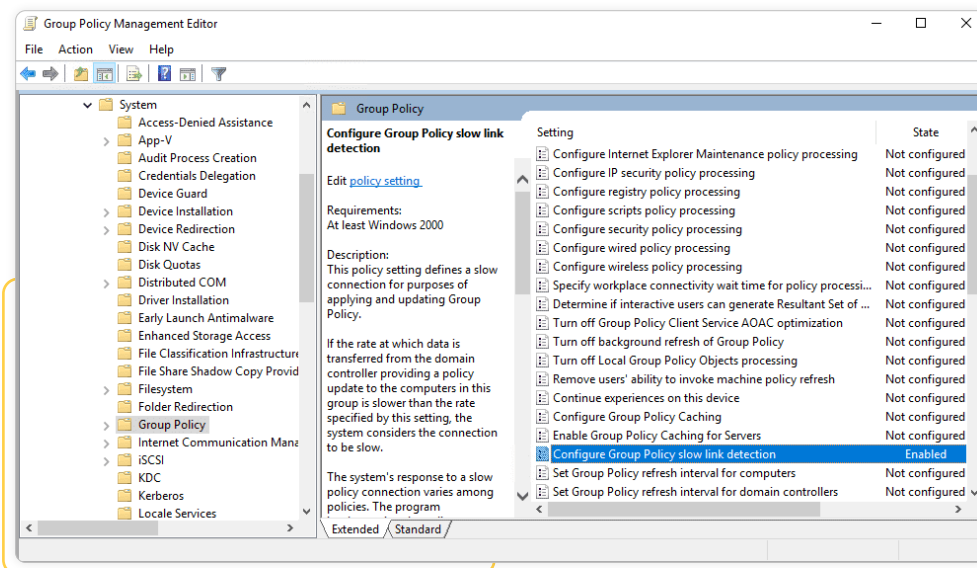 Group Policy Management Editor
File Action View Help
System
Access-Denied Assistance
App-V
Audit Process Creation
Credentials Delegation
Device Guard
Device Installation
Device Redirection
Disk NV Cache
Disk Quotas
Distributed COM
Driver Installation
Early Launch Antimalware
Enhanced Storage Access
File Classification Infrastructure
File Share Shadow Copy Provid
Filesystem
Folder Redirection
Group Policy
Internet Communication Mana
iSCSI
KDC
Kerberos
Locale Services
Group Policy
Configure Group Policy slow link
detection
Edit policy setting
Requirements:
At least Windows 2000
Description:
This policy setting defines a slow
connection for purposes of
applying and updating Group
Policy.
If the rate at which data is
transferred from the domain
controller providing a policy
update to the computers in this
group is slower than the rate
specified by this setting, the
system considers the connection
to be slow.
The system's response to a slow
policy connection varies among
policies. The program
Setting State
Configure Internet Explorer Maintenance policy processing Not configured
Configure IP security policy processing Not configured
Configure registry policy processing Not configured
Configure scripts policy processing Not configured
Configure security policy processing Not configured
Configure wired policy processing Not configured
Configure wireless policy processing Not configured
Specify workplace connectivity wait time for policy processi... Not configured
Determine if interactive users can generate Resultant Set of ... Not configured
Turn off Group Policy Client Service AOAC optimization Not configured
Turn off background refresh of Group Policy Not configured
Turn off Local Group Policy Objects processing Not configured
Remove users' ability to invoke machine policy refresh Not configured
Continue experiences on this device Not configured
Configure Group Policy Caching Not configured
Enable Group Policy Caching for Servers Not configured
Configure Group Policy slow link detection Enabled
Set Group Policy refresh interval for computers Not configured
Set Group Policy refresh interval for domain controllers Not configured
Extended Standard